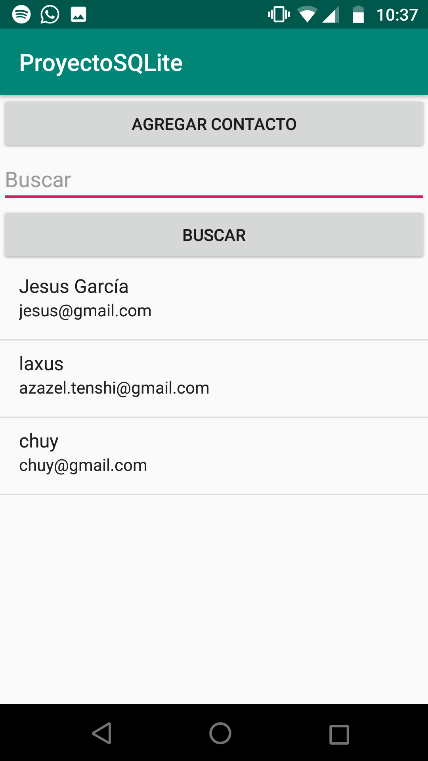 10:37
ProyectoSQLite
AGREGAR CONTACTO
Buscar
BUSCAR
Jesus García
jesus@gmail.com
laxus
azazel.tenshi@gmail.com
chuy
chuy@gmail.com